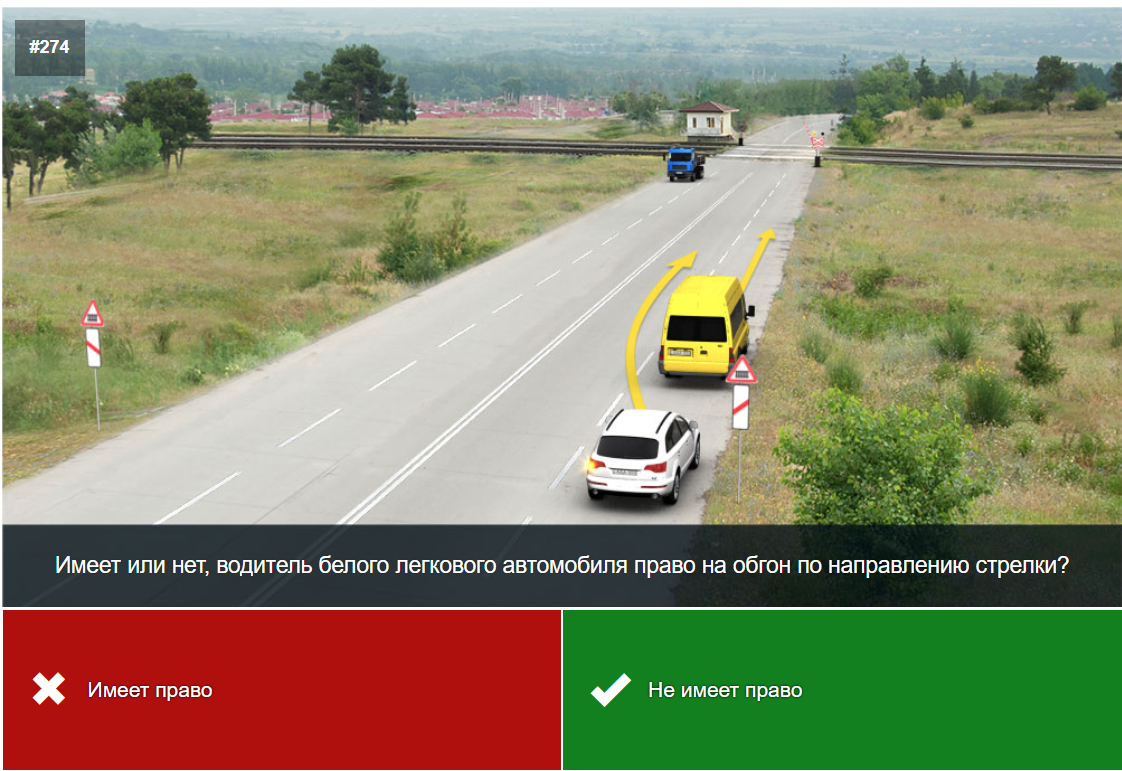 #274
Имеет или нет, водитель белого легкового автомобиля право на обгон по направлению стрелки?
Имеет право
Не имеет право